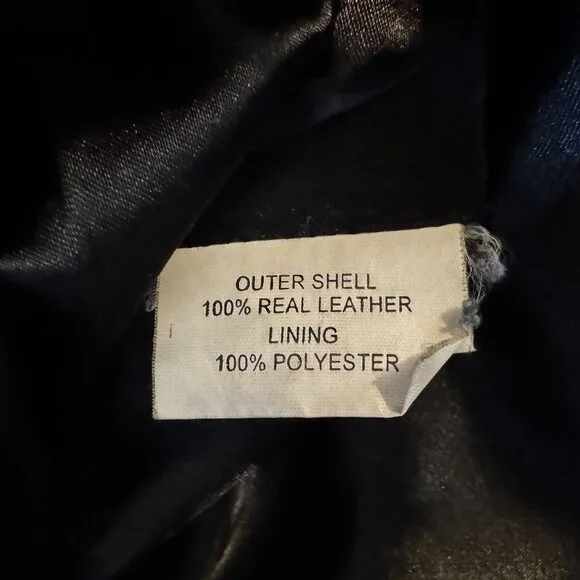 OUTER SHELL
100% REAL LEATHER
LINING
100% POLYESTER